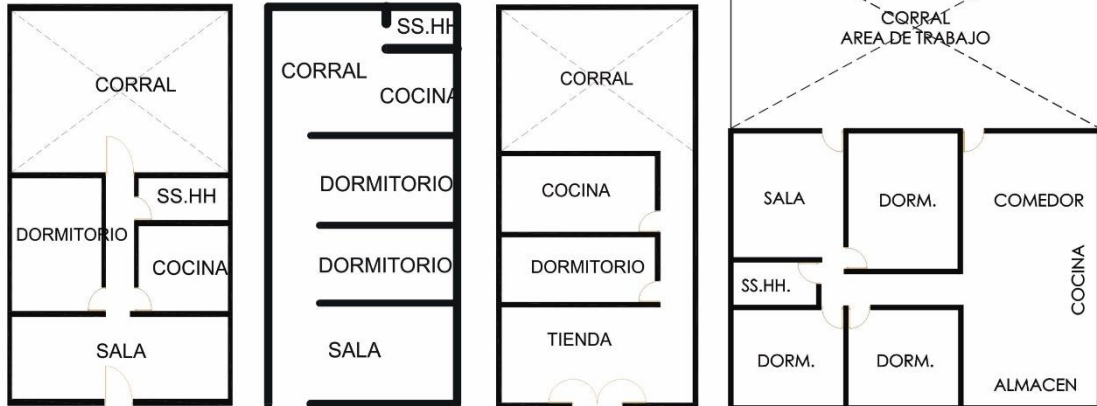 CORRAL
SS.HH
DORMITORIO
COCINA
SALA
SS.HH
CORRAL
COCINA
DORMITORIO
DORMITORIO
SALA
CORRAL
COCINA
DORMITORIO
TIENDA
CORRAL
AREA DE TRABAJO
SALA
DORM.
COMEDOR
SS.HH.
COCINA
DORM.
DORM.
ALMACEN